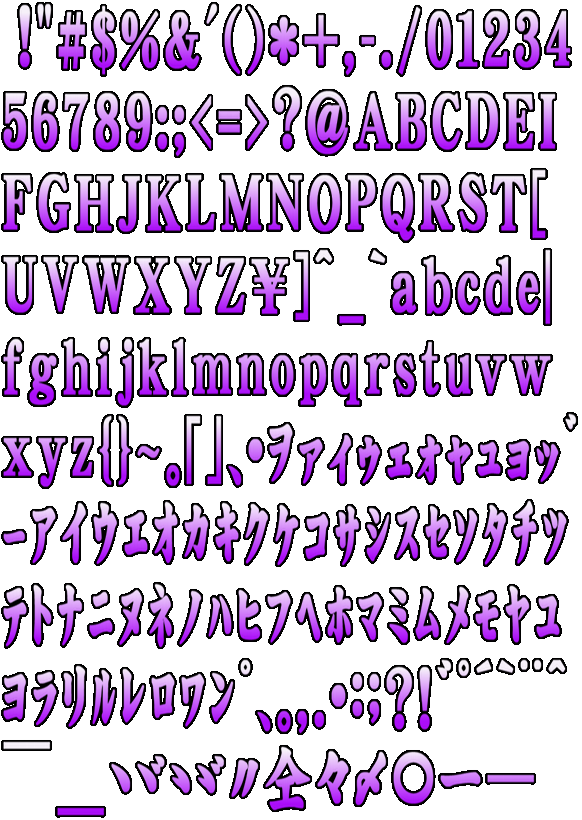 !"#$%&´()*+,-./01234
56789:;<=>?@ABCDEI
FGHJKLMNOPQRST[
UVWXYZ¥]^_`abcde|
fghijklmnopqrstuvw
xyz{}~｡｢｣､･ｦｧｨｩｪｫｬｭｮｯﾞ
ｰｱｲｳｴｵｶｷｸｹｺｻｼｽｾｿﾀﾁﾂ
ﾃﾄﾅﾆﾇﾈﾉﾊﾋﾌﾍﾎﾏﾐﾑﾒﾓﾔﾕ
ﾖﾗﾘﾙﾚﾛﾜﾝﾟ、。，．・：；？！゛゜´｀¨＾
￣＿ヽヾゝゞ〃仝々〆〇ー―